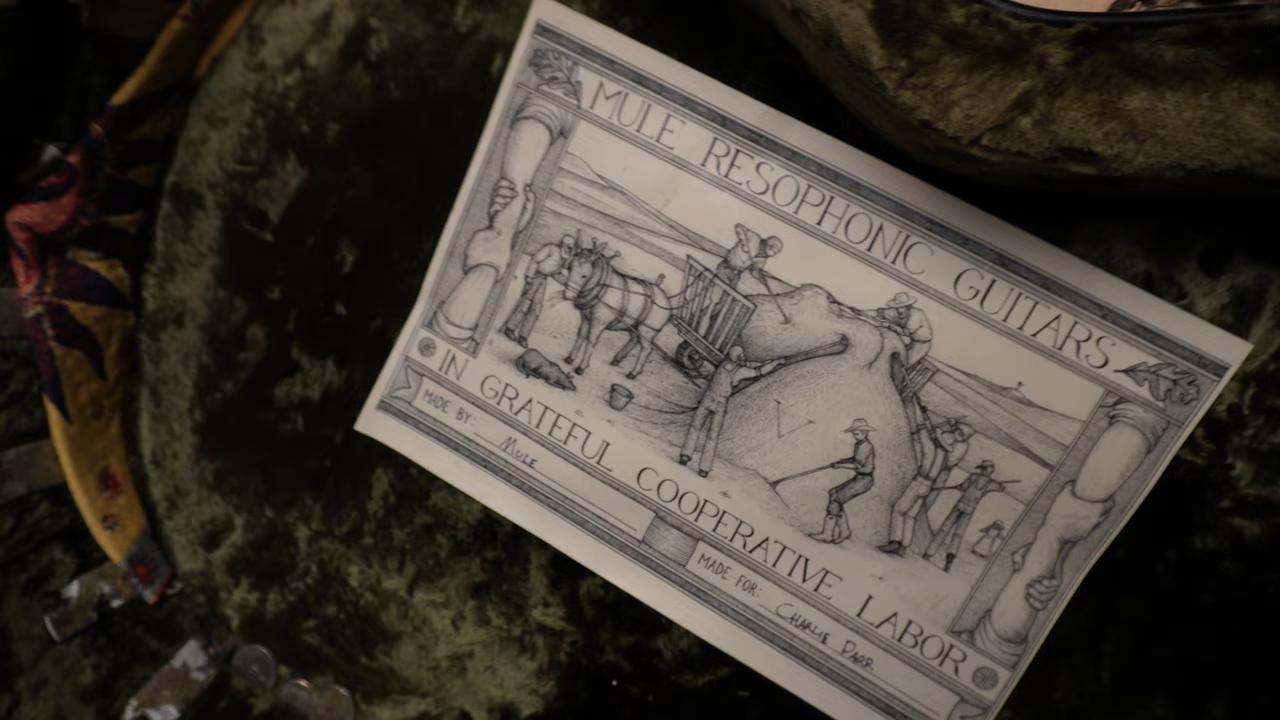 MULE RESOPHONIC GUITARS
IN GRATEFUL COOPERATIVE LABOR
MADE BY: MULE
MADE FOR: CHARLIE PARR